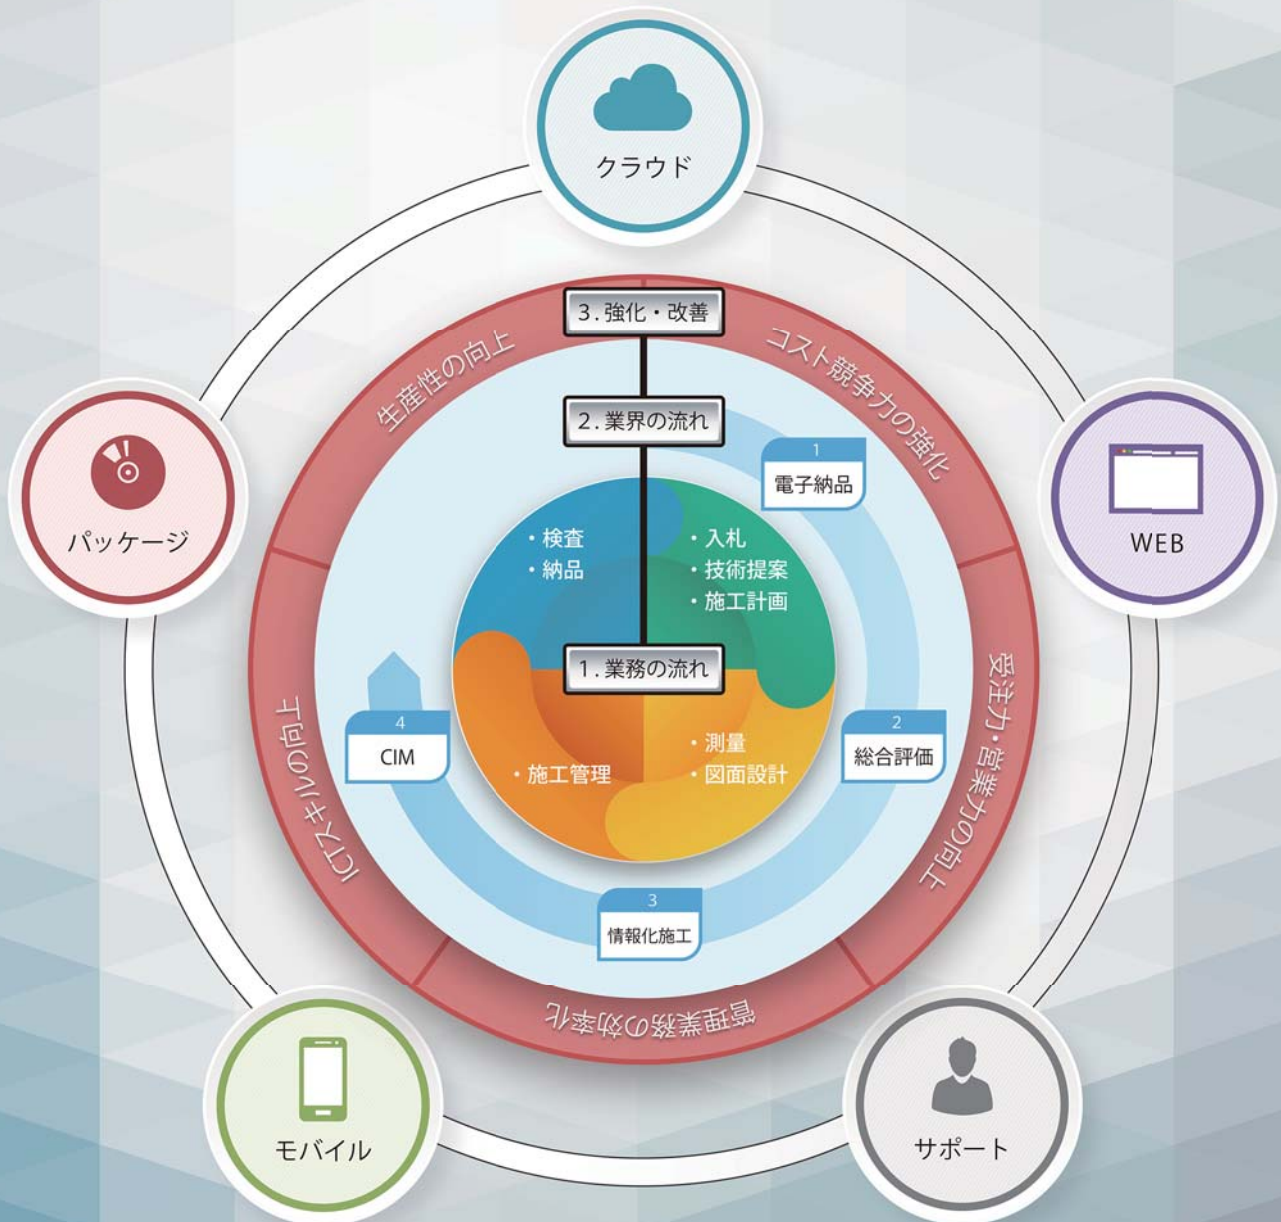 クラウド
3.強化・改善
生産性の向上
コスト競争力の強化
2.業界の流れ
1
電子納品
パッケージ
WEB
・検査
・納品
・入札
・技術提案
・施工計画
1.業務の流れ
受注力・営業力の向上
ICTスキルの向上
4
CIM
2
総合評価
・施工管理
・測量
・図面設計
3
情報化施工
管理業務の効率化
モバイル
サポート